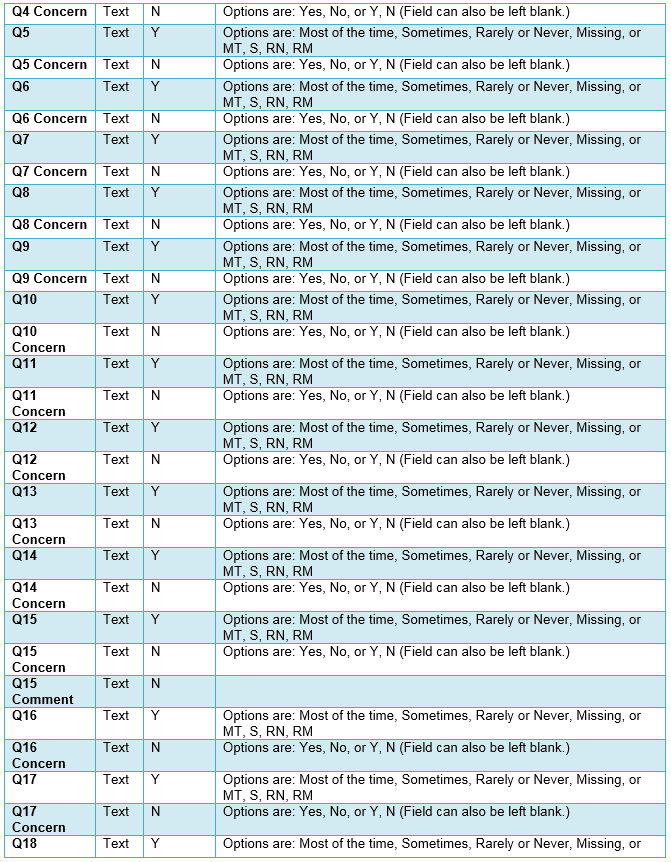 Q4 Concern Text N Options are: Yes, No, or Y, N (Field can also be left blank.)
Q5 Text Y Options are: Most of the time, Sometimes, Rarely or Never, Missing, or
MT, S, RN, RM
Q5 Concern Text N Options are: Yes, No, or Y, N (Field can also be left blank.)
Q6 Text Y Options are: Most of the time, Sometimes, Rarely or Never, Missing, or
MT, S, RN, RM
Q6 Concern Text N Options are: Yes, No, or Y, N (Field can also be left blank.)
Q7 Text Y Options are: Most of the time, Sometimes, Rarely or Never, Missing, or
MT, S, RN, RM
Q7 Concern Text N Options are: Yes, No, or Y, N (Field can also be left blank.)
Q8 Text Y Options are: Most of the time, Sometimes, Rarely or Never, Missing, or
MT, S, RN, RM
Q8 Concern Text N Options are: Yes, No, or Y, N (Field can also be left blank.)
Q9 Text Y Options are: Most of the time, Sometimes, Rarely or Never, Missing, or
MT, S, RN, RM
Q9 Concern Text N Options are: Yes, No, or Y, N (Field can also be left blank.)
Q10 Text Y Options are: Most of the time, Sometimes, Rarely or Never, Missing, or
MT, S, RN, RM
Q10 Text N Options are: Yes, No, or Y, N (Field can also be left blank.)
Concern
Q11 Text Y Options are: Most of the time, Sometimes, Rarely or Never, Missing, or
MT, S, RN, RM
Q11 Text N Options are: Yes, No, or Y, N (Field can also be left blank.)
Concern
Q12 Text Y Options are: Most of the time, Sometimes, Rarely or Never, Missing, or
MT, S, RN, RM
Q12 Text N Options are: Yes, No, or Y, N (Field can also be left blank.)
Concern
Q13 Text Y Options are: Most of the time, Sometimes, Rarely or Never, Missing, or
MT, S, RN, RM
Q13 Text N Options are: Yes, No, or Y, N (Field can also be left blank.)
Concern
Q14 Text Y Options are: Most of the time, Sometimes, Rarely or Never, Missing, or
MT, S, RN, RM
Q14 Text N Options are: Yes, No, or Y, N (Field can also be left blank.)
Concern
Q15 Text Y Options are: Most of the time, Sometimes, Rarely or Never, Missing, or
MT, S, RN, RM
Q15 Text N Options are: Yes, No, or Y, N (Field can also be left blank.)
Concern
Q15 Text N
Comment
Q16 Text Y Options are: Most of the time, Sometimes, Rarely or Never, Missing, or
MT, S, RN, RM
Q16 Text N Options are: Yes, No, or Y, N (Field can also be left blank.)
Concern
Q17 Text Y Options are: Most of the time, Sometimes, Rarely or Never, Missing, or
MT, S, RN, RM
Q17 Text N Options are: Yes, No, or Y, N (Field can also be left blank.)
Concern
Q18 Text Y Options are: Most of the time, Sometimes, Rarely or Never, Missing, or